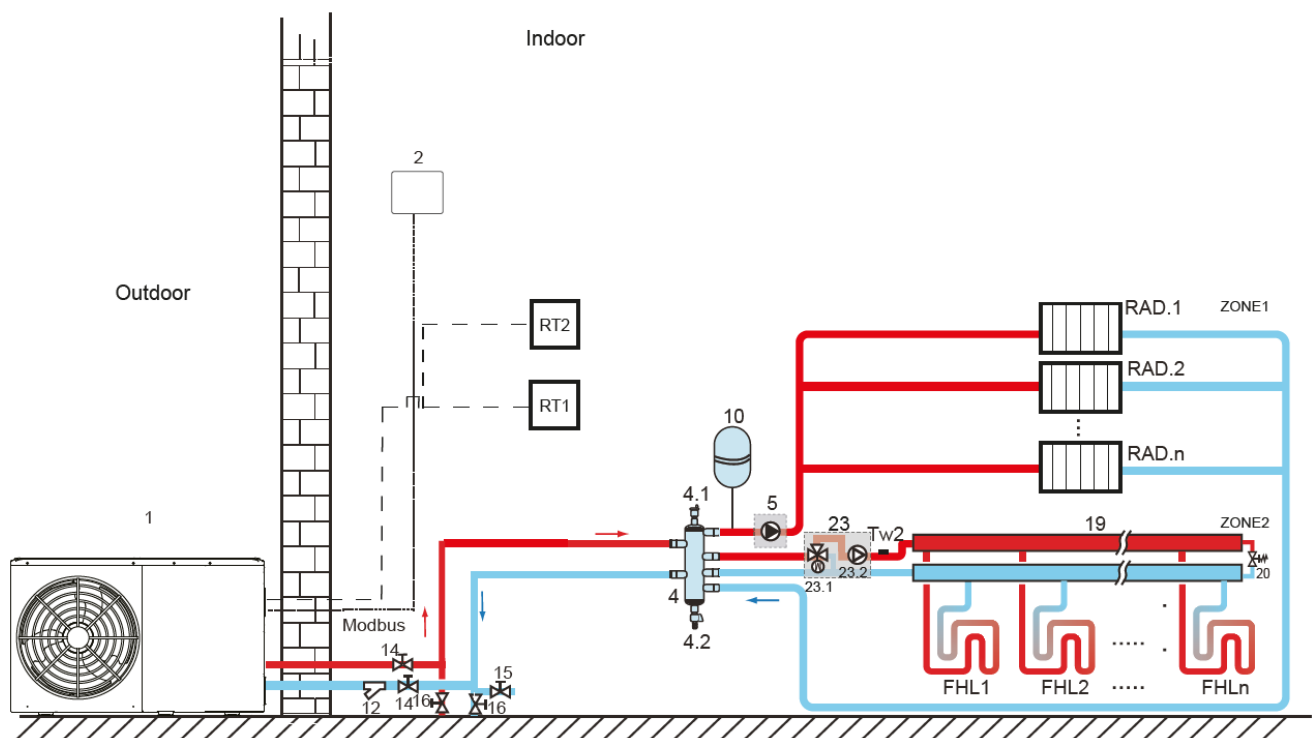 Indoor
2
Outdoor
RT2
RT1
RAD.1
ZONE1
RAD.2
RAD.n
10
4.1
5
23
Tw2
19
ZONE2
1
4
23.1
23.2
20
4.2
Modbus
14
15
12
14
16
16
FHL1
FHL2
FHLn